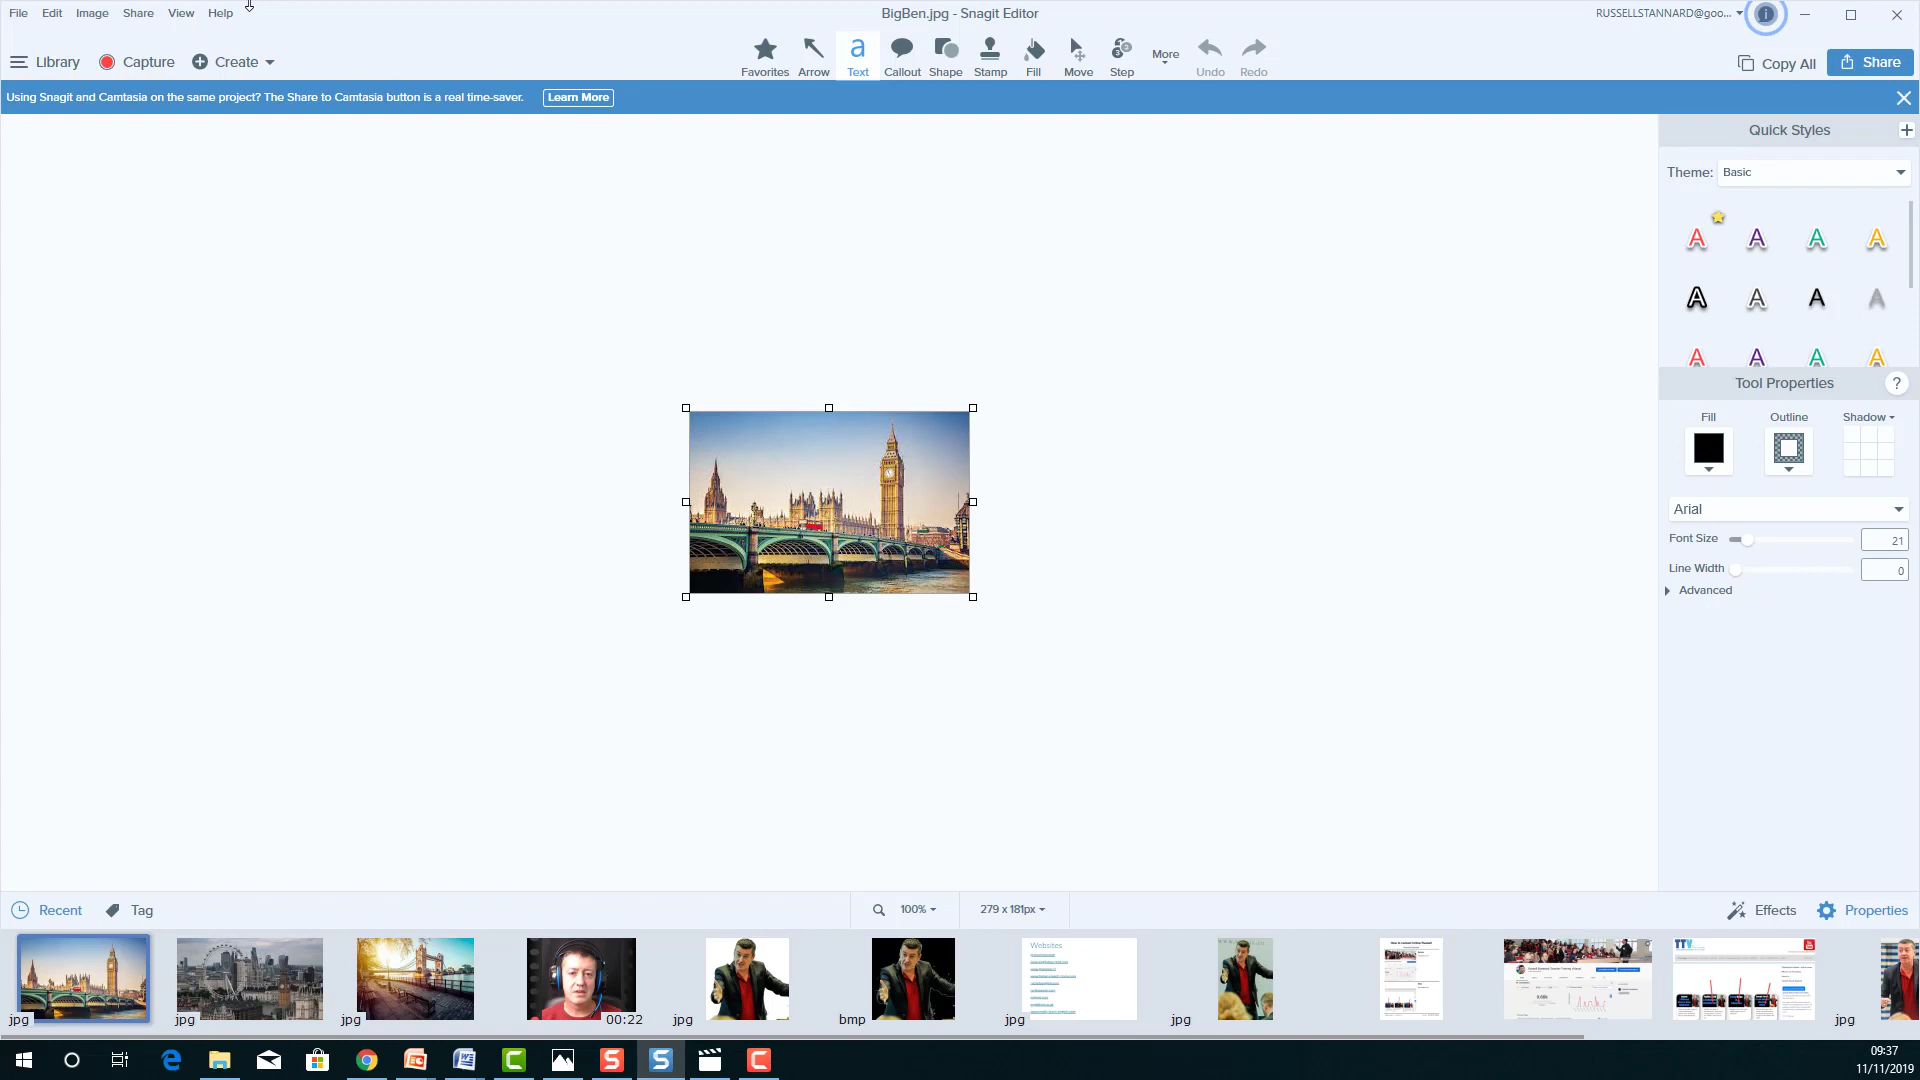 File Edit Image Share View Help
BigBen.jpg - Snagit Editor
RUSSELLSTANNARD@goo...
Library Capture Create
Favorites Arrow Text Callout Shape Stamp Fill Move Step More Undo Redo
Copy All Share
Using Snagit and Camtasia on the same project? The Share to Camtasia button is a real time-saver. Learn More
Quick Styles
Theme: Basic
A A A A
A A A A
A A A A
Tool Properties ?
Fill Outline Shadow
Arial
Font Size 21
Line Width 0
Advanced
Recent Tag
100% 279 x 181px
Effects Properties
Websites
TTV
jpg jpg jpg 00:22 jpg bmp jpg jpg jpg
09:37
11/11/2019